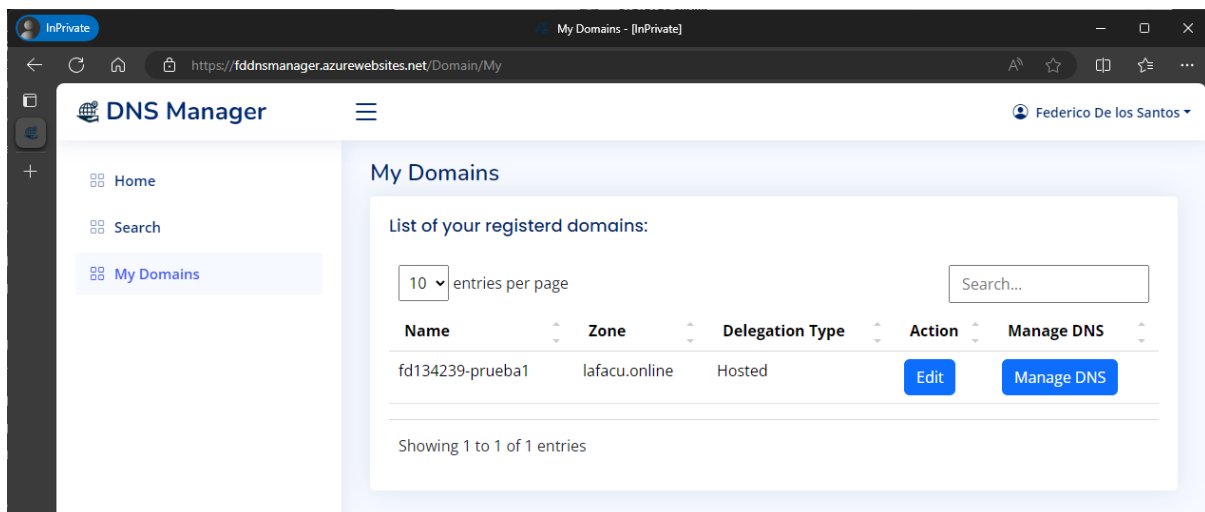 InPrivate
My Domains - [InPrivate]
https://fddnsmanager.azurewebsites.net/Domain/My
DNS Manager
Federico De los Santos
Home
Search
My Domains
My Domains
List of your registerd domains:
10 entries per page
Search...
Name Zone Delegation Type Action Manage DNS
fd134239-prueba1 lafacu.online Hosted Edit Manage DNS
Showing 1 to 1 of 1 entries